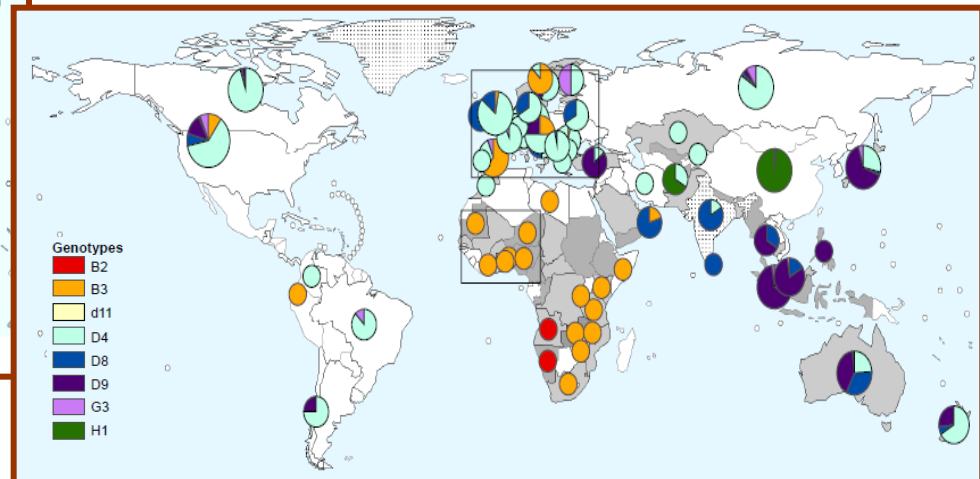 Genotypes
B2
B3
d11
D4
D8
D9
G3
H1